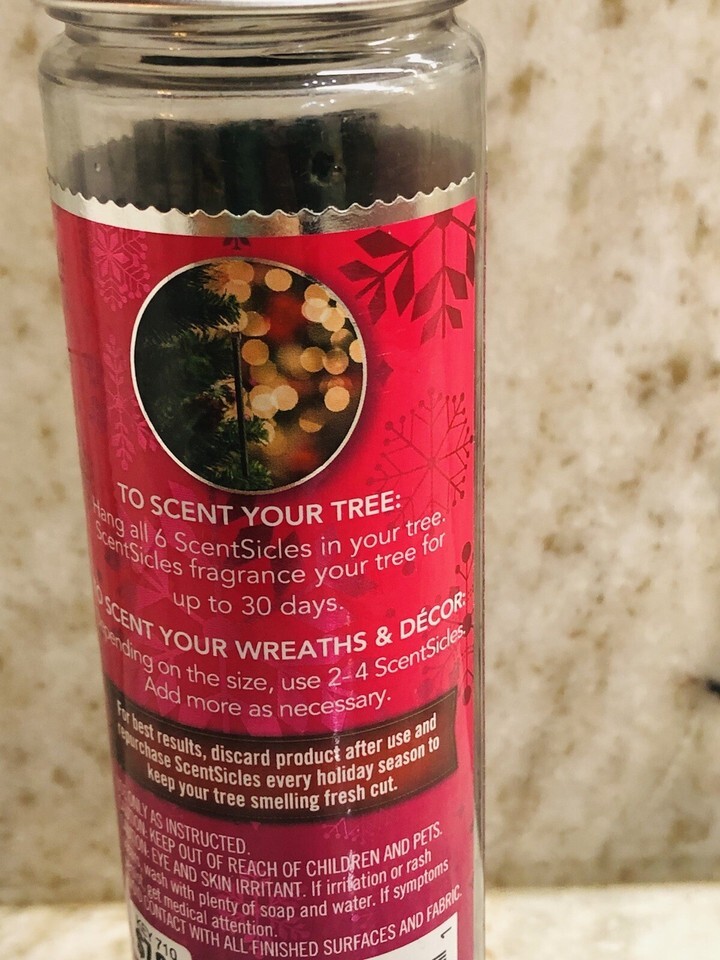 TO SCENT YOUR TREE:
Hang all 6 ScentSicles in your tree.
ScentSicles fragrance your tree for
up to 30 days.
O SCENT YOUR WREATHS & DÉCOR:
pending on the size, use 2-4 ScentSicles.
Add more as necessary.
For best results, discard product after use and
repurchase ScentSicles every holiday season to
keep your tree smelling fresh cut.
ONLY AS INSTRUCTED.
KEEP OUT OF REACH OF CHILDREN AND PETS.
EYE AND SKIN IRRITANT. If irritation or rash
wash with plenty of soap and water. If symptoms
get medical attention.
CONTACT WITH ALL FINISHED SURFACES AND FABRIC.
KEY 710
1